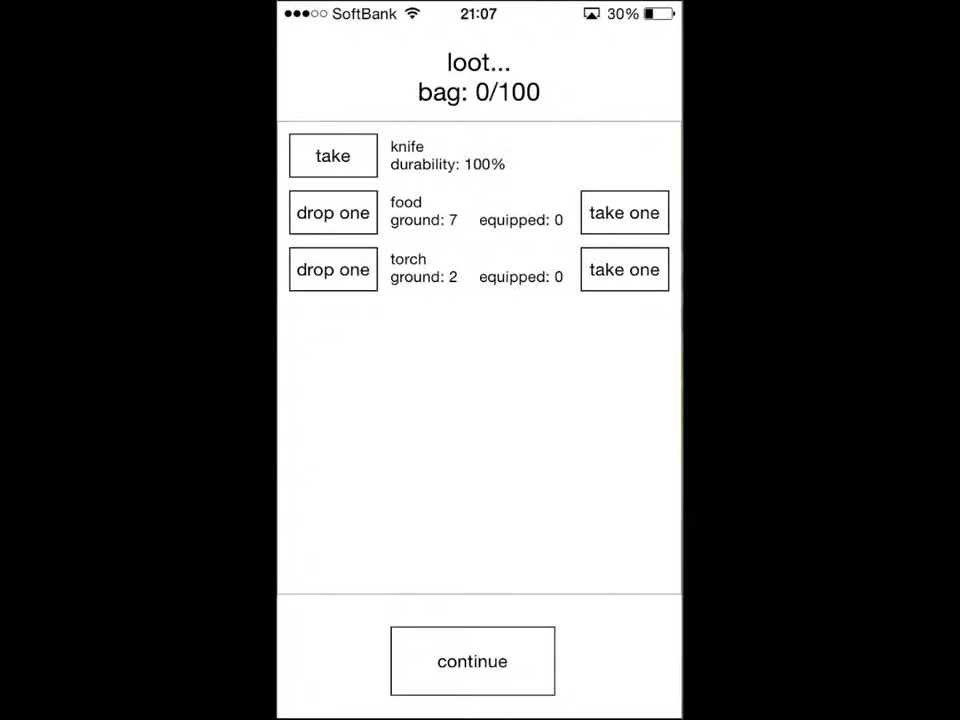 SoftBank 21:07 30%
loot...
bag: 0/100
take knife
durability: 100%
drop one food take one
ground: 7 equipped: 0
drop one torch take one
ground: 2 equipped: 0
continue